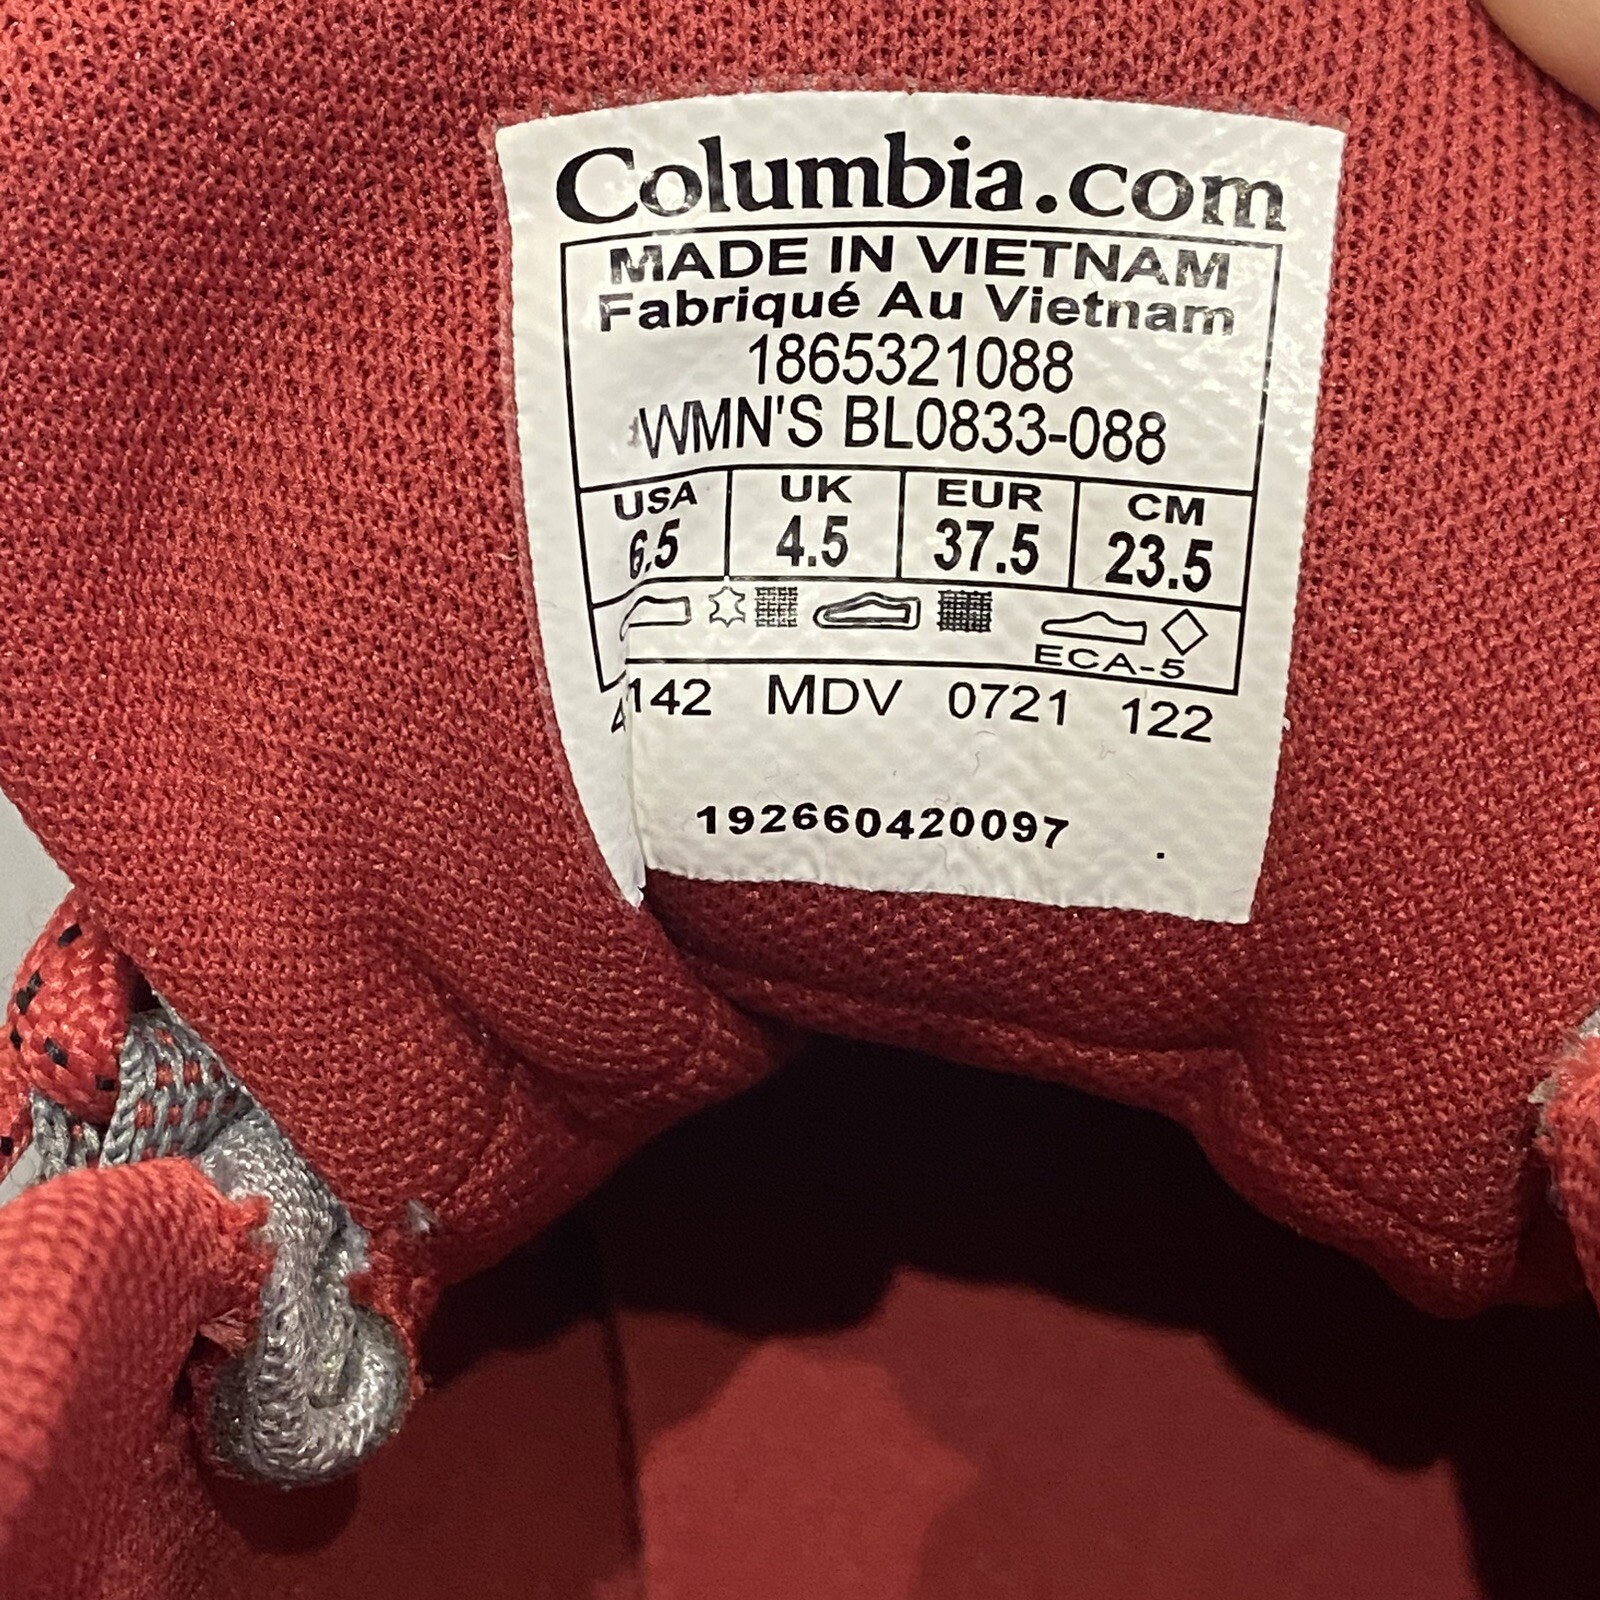 Columbia.com
MADE IN VIETNAM
Fabriqué Au Vietnam
1865321088
WMN'S BL0833-088
USA UK EUR CM
6.5 4.5 37.5 23.5
ECA-5
142 MDV 0721 122
192660420097